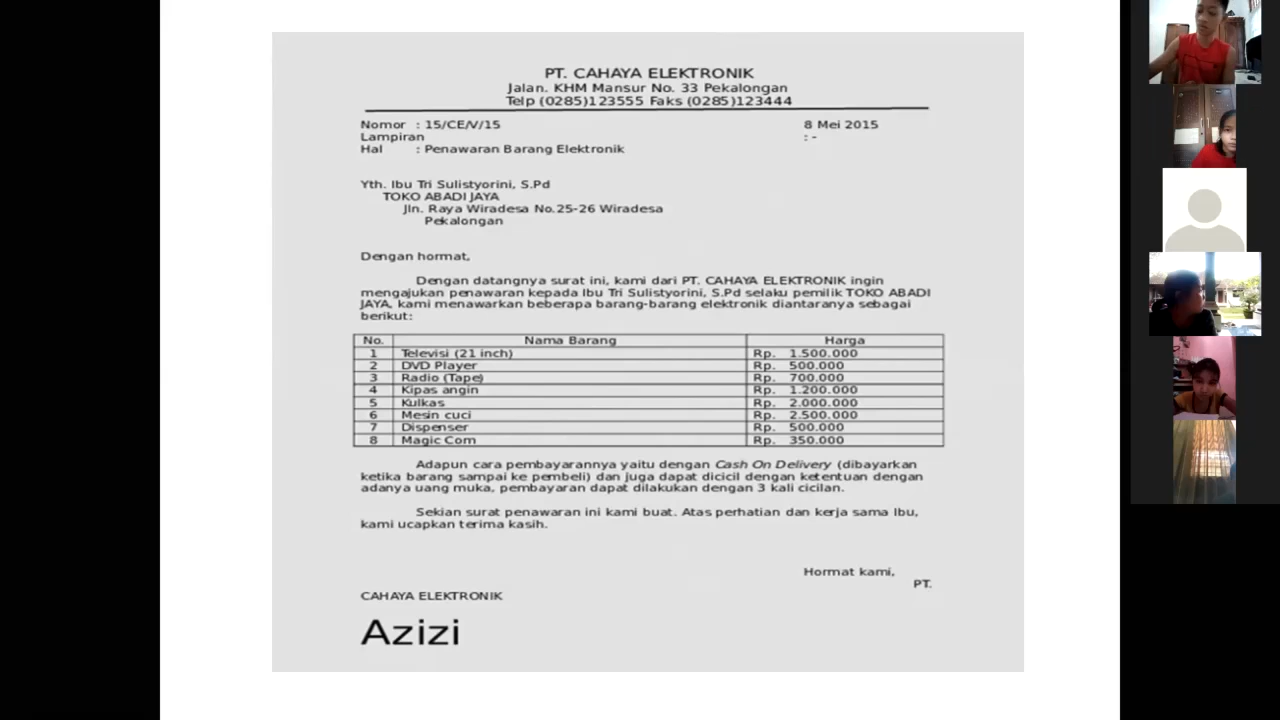 PT. CAHAYA ELEKTRONIK
Jalan. KHM Mansur No. 33 Pekalongan
Telp (0285)123555 Faks (0285)123444
Nomor : 15/CE/V/15 8 Mei 2015
Lampiran : -
Hal : Penawaran Barang Elektronik
Yth. Ibu Tri Sulistyorini, S.Pd
TOKO ABADI JAYA
Jln. Raya Wiradesa No.25-26 Wiradesa
Pekalongan
Dengan hormat,
Dengan datangnya surat ini, kami dari PT. CAHAYA ELEKTRONIK ingin
mengajukan penawaran kepada Ibu Tri Sulistyorini, S.Pd selaku pemilik TOKO ABADI
JAYA, kami menawarkan beberapa barang-barang elektronik diantaranya sebagai
berikut:
No. Nama Barang Harga
1 Televisi (21 inch) Rp. 1.500.000
2 DVD Player Rp. 500.000
3 Radio (Tape) Rp. 700.000
4 Kipas angin Rp. 1.200.000
5 Kulkas Rp. 2.000.000
6 Mesin cuci Rp. 2.500.000
7 Dispenser Rp. 500.000
8 Magic Com Rp. 350.000
Adapun cara pembayarannya yaitu dengan Cash On Delivery (dibayarkan
ketika barang sampai ke pembeli) dan juga dapat dicicil dengan ketentuan dengan
adanya uang muka, pembayaran dapat dilakukan dengan 3 kali cicilan.
Sekian surat penawaran ini kami buat. Atas perhatian dan kerja sama Ibu,
kami ucapkan terima kasih.
Hormat kami,
PT.
CAHAYA ELEKTRONIK
Azizi